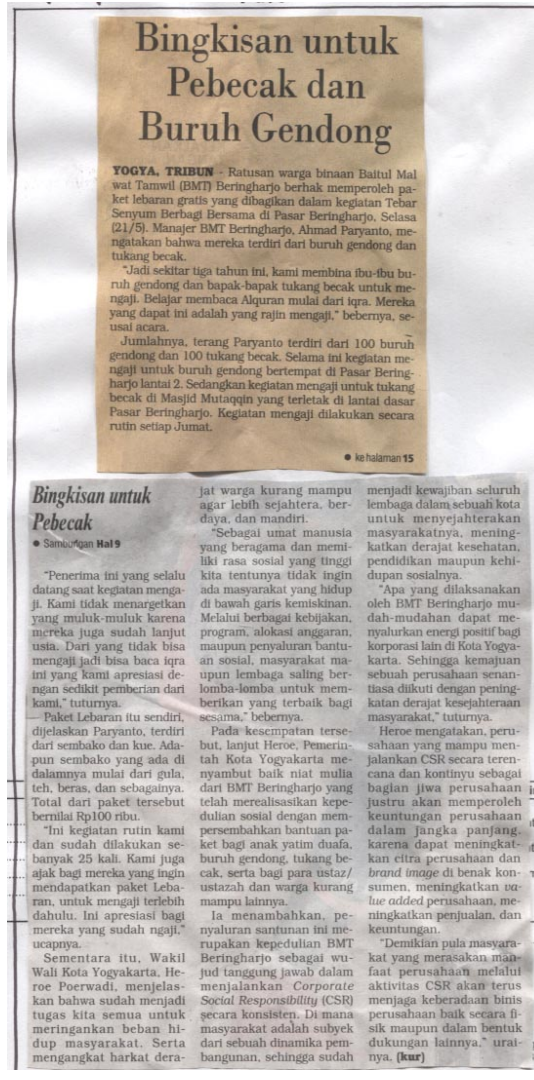 Bingkisan untuk
Pebecak dan
Buruh Gendong
YOGYA, TRIBUN - Ratusan warga binaan Baitul Mal
wat Tamwil (BMT) Beringharjo berhak memperoleh pa-
ket lebaran gratis yang dibagikan dalam kegiatan Tebar
Senyum Berbagi Bersama di Pasar Beringharjo, Selasa
(21/5). Manajer BMT Beringharjo, Ahmad Paryanto, me-
ngatakan bahwa mereka terdiri dari buruh gendong dan
tukang becak.
"Jadi sekitar tiga tahun ini, kami membina ibu-ibu bu-
ruh gendong dan bapak-bapak tukang becak untuk me-
ngaji. Belajar membaca Alquran mulai dari iqra. Mereka
yang dapat ini adalah yang rajin mengaji," bebernya, se-
usai acara.
Jumlahnya, terang Paryanto terdiri dari 100 buruh
gendong dan 100 tukang becak. Selama ini kegiatan me-
ngaji untuk buruh gendong bertempat di Pasar Bering-
harjo lantai 2. Sedangkan kegiatan mengaji untuk tukang
becak di Masjid Mutaqqin yang terletak di lantai dasar
Pasar Beringharjo. Kegiatan mengaji dilakukan secara
rutin setiap Jumat.
● ke halaman 15
Bingkisan untuk
Pebecak
● Sambungan Hal 9
"Penerima ini yang selalu
datang saat kegiatan menga-
ji. Kami tidak menargetkan
yang muluk-muluk karena
mereka juga sudah lanjut
usia. Dari yang tidak bisa
mengaji jadi bisa baca iqra
ini yang kami apresiasi de-
ngan sedikit pemberian dari
kami," tuturnya.
Paket Lebaran itu sendiri,
dijelaskan Paryanto, terdiri
dari sembako dan kue. Ada-
pun sembako yang ada di
dalamnya mulai dari gula,
teh, beras, dan sebagainya.
Total dari paket tersebut
bernilai Rp100 ribu.
"Ini kegiatan rutin kami
dan sudah dilakukan se-
banyak 25 kali. Kami juga
ajak bagi mereka yang ingin
mendapatkan paket Leba-
ran, untuk mengaji terlebih
dahulu. Ini apresiasi bagi
mereka yang sudah ngaji,"
ucapnya.
Sementara itu, Wakil
Wali Kota Yogyakarta, He-
roe Poerwadi, menjelas-
kan bahwa sudah menjadi
tugas kita semua untuk
meringankan beban hi-
dup masyarakat. Serta
mengangkat harkat dera-
jat warga kurang mampu
agar lebih sejahtera, ber-
daya, dan mandiri.
"Sebagai umat manusia
yang beragama dan memi-
liki rasa sosial yang tinggi
kita tentunya tidak ingin
ada masyarakat yang hidup
di bawah garis kemiskinan.
Melalui berbagai kebijakan,
program, alokasi anggaran,
maupun penyaluran bantu-
an sosial, masyarakat ma-
upun lembaga saling ber-
lomba-lomba untuk mem-
berikan yang terbaik bagi
sesama," bebernya.
Pada kesempatan terse-
but, lanjut Heroe, Pemerin-
tah Kota Yogyakarta me-
nyambut baik niat mulia
dari BMT Beringharjo yang
telah merealisasikan kepe-
dulian sosial dengan mem-
persembahkan bantuan pa-
ket bagi anak yatim duafa,
buruh gendong, tukang be-
cak, serta bagi para ustaz/
ustazah dan warga kurang
mampu lainnya.
Ia menambahkan, pe-
nyaluran santunan ini me-
rupakan kepedulian BMT
Beringharjo sebagai wu-
jud tanggung jawab dalam
menjalankan Corporate
Social Responsibility (CSR)
secara konsisten. Di mana
masyarakat adalah subyek
dari sebuah dinamika pem-
bangunan, sehingga sudah
menjadi kewajiban seluruh
lembaga dalam sebuah kota
untuk menyejahterakan
masyarakatnya, mening-
katkan derajat kesehatan,
pendidikan maupun kehi-
dupan sosialnya.
"Apa yang dilaksanakan
oleh BMT Beringharjo mu-
dah-mudahan dapat me-
nyalurkan energi positif bagi
korporasi lain di Kota Yogya-
karta. Sehingga kemajuan
sebuah perusahaan senan-
tiasa diikuti dengan pening-
katan derajat kesejahteraan
masyarakat," tuturnya.
Heroe mengatakan, peru-
sahaan yang mampu men-
jalankan CSR secara teren-
cana dan kontinyu sebagai
bagian jiwa perusahaan
justru akan memperoleh
keuntungan perusahaan
dalam jangka panjang,
karena dapat meningkat-
kan citra perusahaan dan
brand image di benak kon-
sumen, meningkatkan va-
lue added perusahaan, me-
ningkatkan penjualan, dan
keuntungan.
"Demikian pula masyara-
kat yang merasakan man-
faat perusahaan melalui
aktivitas CSR akan terus
menjaga keberadaan binis
perusahaan baik secara fi-
sik maupun dalam bentuk
dukungan lainnya," urai-
nya. (kur)